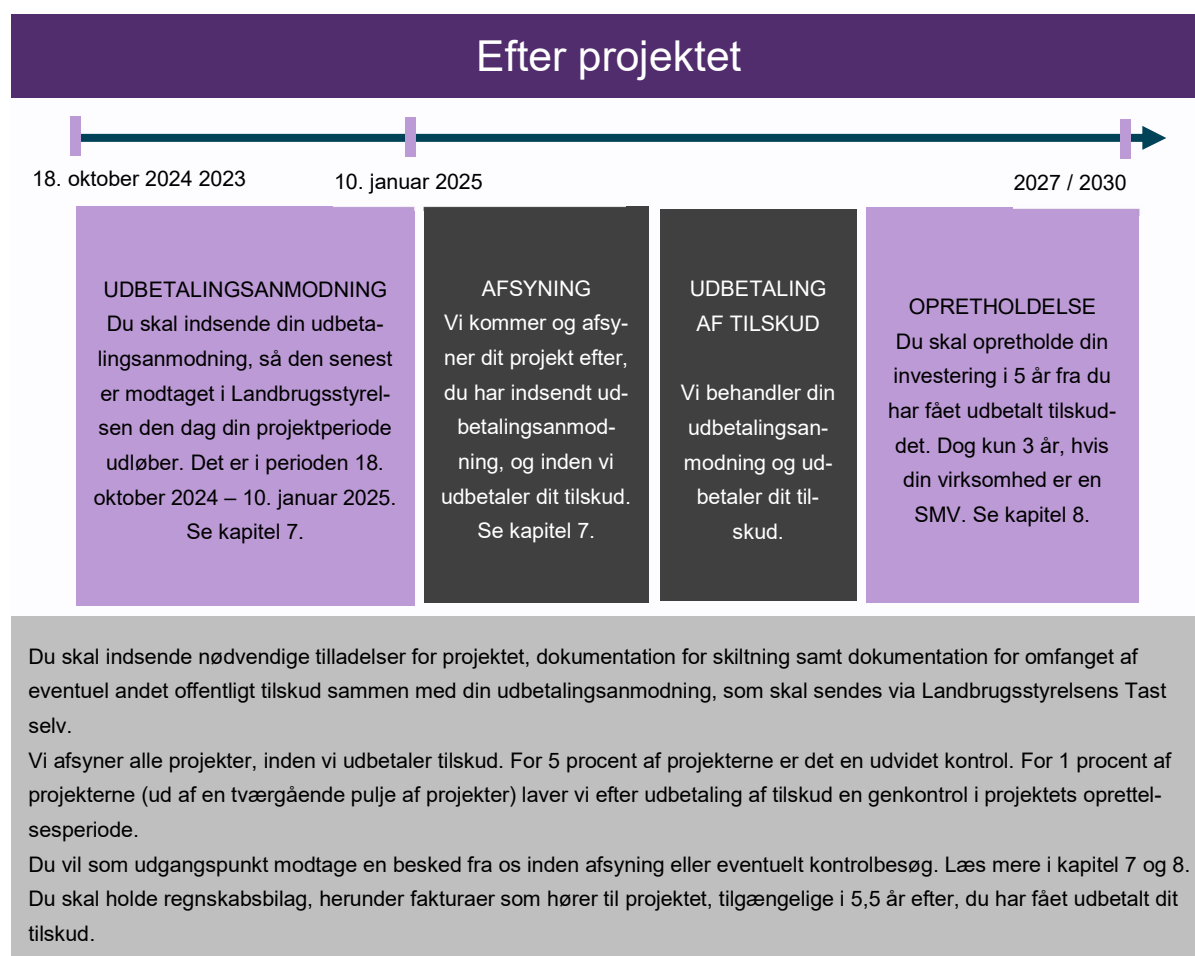 Efter projektet
18. oktober 2024 2023
10. januar 2025
2027 / 2030
UDBETALINGSANMODNING
Du skal indsende din udbeta-
lingsanmodning, så den senest
er modtaget i Landbrugsstyrel-
sen den dag din projektperiode
udløber. Det er i perioden 18.
oktober 2024 – 10. januar 2025.
Se kapitel 7.
AFSYNING
Vi kommer og afsy-
ner dit projekt efter,
du har indsendt ud-
betalingsanmod-
ning, og inden vi
udbetaler dit tilskud.
Se kapitel 7.
UDBETALING
AF TILSKUD
Vi behandler din
udbetalingsan-
modning og ud-
betaler dit til-
skud.
OPRETHOLDELSE
Du skal opretholde din
investering i 5 år fra du
har fået udbetalt tilskud-
det. Dog kun 3 år, hvis
din virksomhed er en
SMV. Se kapitel 8.
Du skal indsende nødvendige tilladelser for projektet, dokumentation for skiltning samt dokumentation for omfanget af
eventuel andet offentligt tilskud sammen med din udbetalingsanmodning, som skal sendes via Landbrugsstyrelsens Tast
selv.
Vi afsyner alle projekter, inden vi udbetaler tilskud. For 5 procent af projekterne er det en udvidet kontrol. For 1 procent af
projekterne (ud af en tværgående pulje af projekter) laver vi efter udbetaling af tilskud en genkontrol i projektets oprettel-
sesperiode.
Du vil som udgangspunkt modtage en besked fra os inden afsyning eller eventuelt kontrolbesøg. Læs mere i kapitel 7 og 8.
Du skal holde regnskabsbilag, herunder fakturaer som hører til projektet, tilgængelige i 5,5 år efter, du har fået udbetalt dit
tilskud.